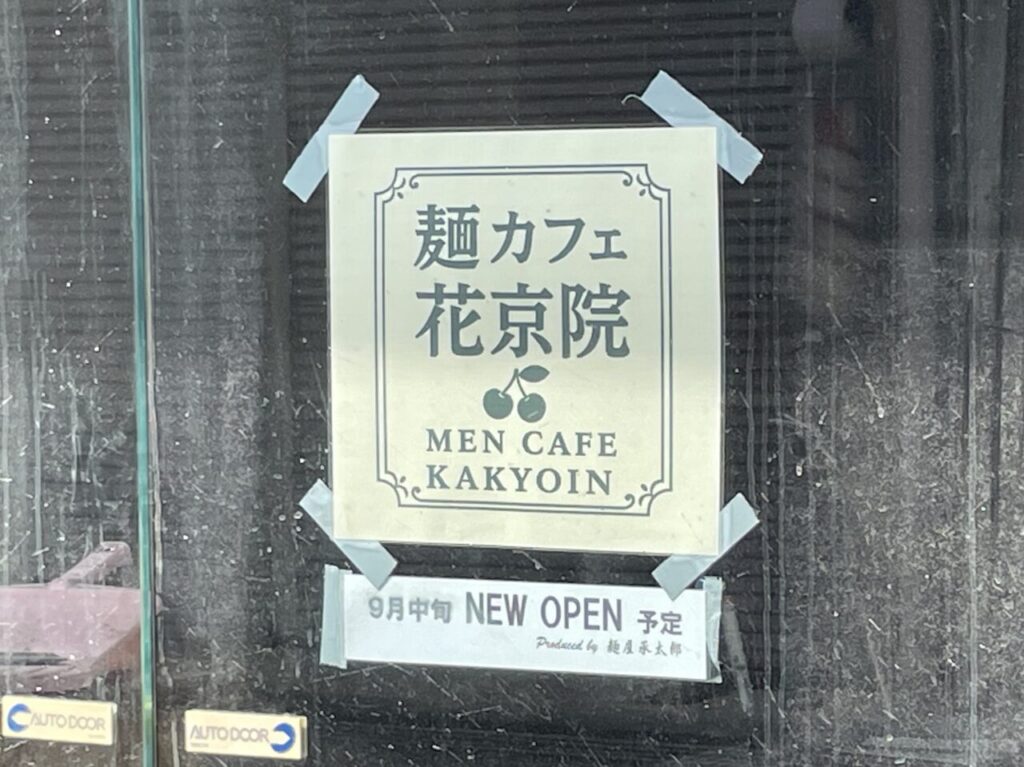 麺カフェ
花京院
MEN CAFE
KAKYOIN
9月中旬 NEW OPEN 予定
Produced by 麺屋承太郎
AUTO DOOR
AUTO DOOR